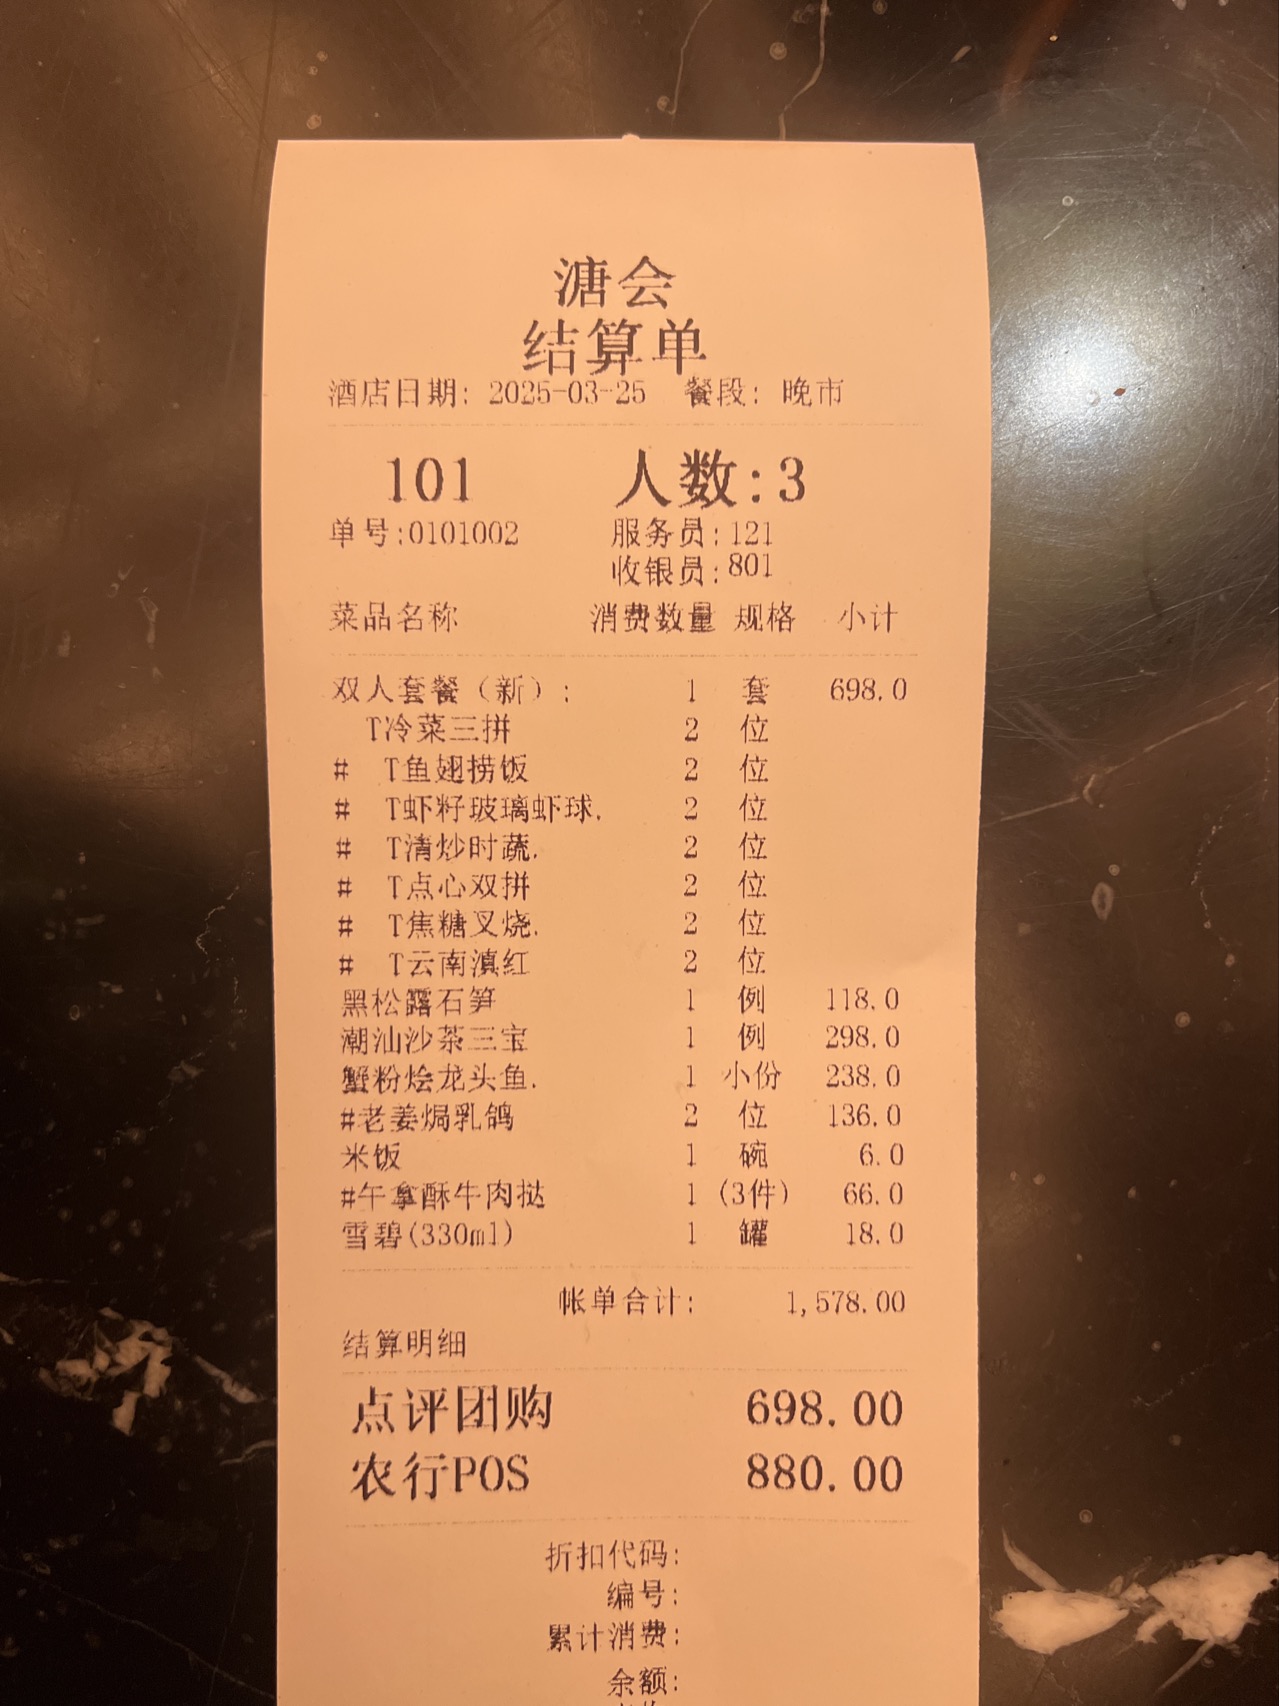 溏会
结算单
酒店日期: 2025-03-25 餐段: 晚市
101 人数:3
单号:0101002 服务员:121
收银员:801
菜品名称 消费数量 规格 小计
双人套餐（新）: 1 套 698.0
T冷菜三拼 2 位
# T鱼翅捞饭 2 位
# T虾籽玻璃虾球. 2 位
# T清炒时蔬. 2 位
# T点心双拼 2 位
# T焦糖叉烧. 2 位
# T云南滇红 2 位
黑松露石笋 1 例 118.0
潮汕沙茶三宝 1 例 298.0
蟹粉烩龙头鱼. 1 小份 238.0
#老姜焗乳鸽 2 位 136.0
米饭 1 碗 6.0
#午拿酥牛肉挞 1 (3件) 66.0
雪碧(330ml) 1 罐 18.0
帐单合计: 1,578.00
结算明细
点评团购 698.00
农行POS 880.00
折扣代码:
编号:
累计消费:
余额: